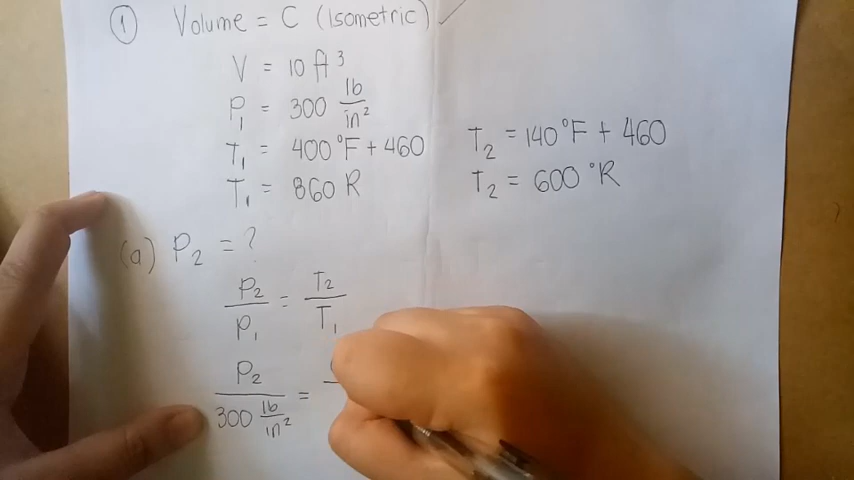 ① Volume = C (Isometric) ✓
V = 10 ft³
P₁ = 300 lb/in²
T₁ = 400°F + 460
T₁ = 860 R
T₂ = 140°F + 460
T₂ = 600 °R
(a) P₂ = ?
P₂/P₁ = T₂/T₁
P₂/300 lb/in² =